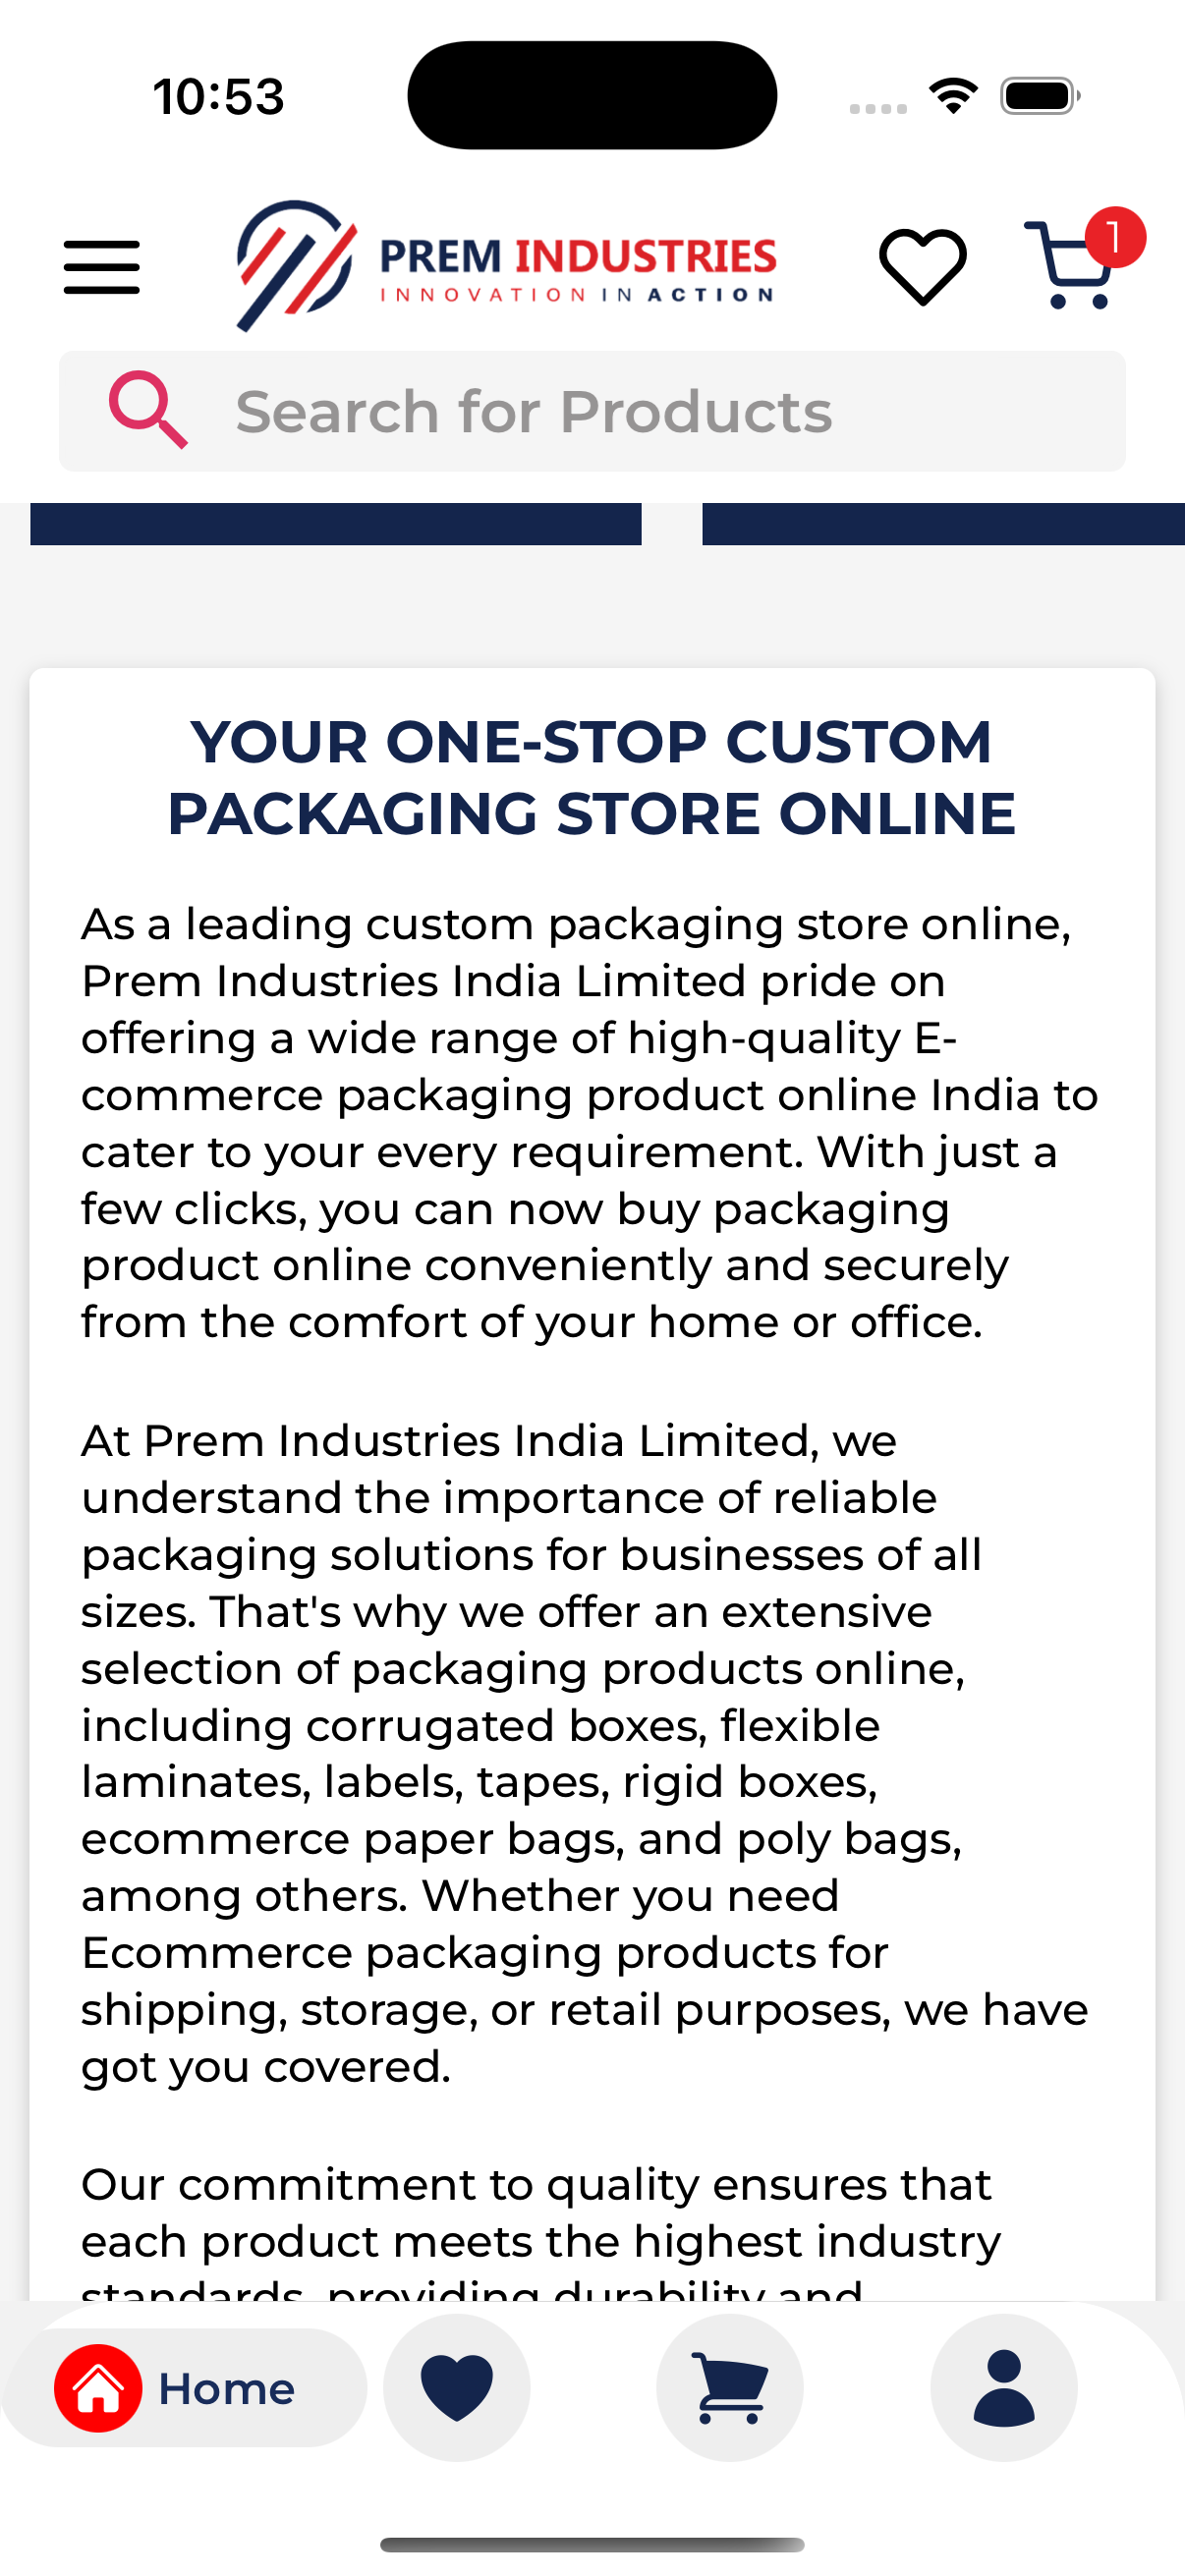 10:53
PREM INDUSTRIES
INNOVATION IN ACTION
1
Search for Products
YOUR ONE-STOP CUSTOM
PACKAGING STORE ONLINE
As a leading custom packaging store online,
Prem Industries India Limited pride on
offering a wide range of high-quality E-
commerce packaging product online India to
cater to your every requirement. With just a
few clicks, you can now buy packaging
product online conveniently and securely
from the comfort of your home or office.
At Prem Industries India Limited, we
understand the importance of reliable
packaging solutions for businesses of all
sizes. That's why we offer an extensive
selection of packaging products online,
including corrugated boxes, flexible
laminates, labels, tapes, rigid boxes,
ecommerce paper bags, and poly bags,
among others. Whether you need
Ecommerce packaging products for
shipping, storage, or retail purposes, we have
got you covered.
Our commitment to quality ensures that
each product meets the highest industry
standards, providing durability and
Home